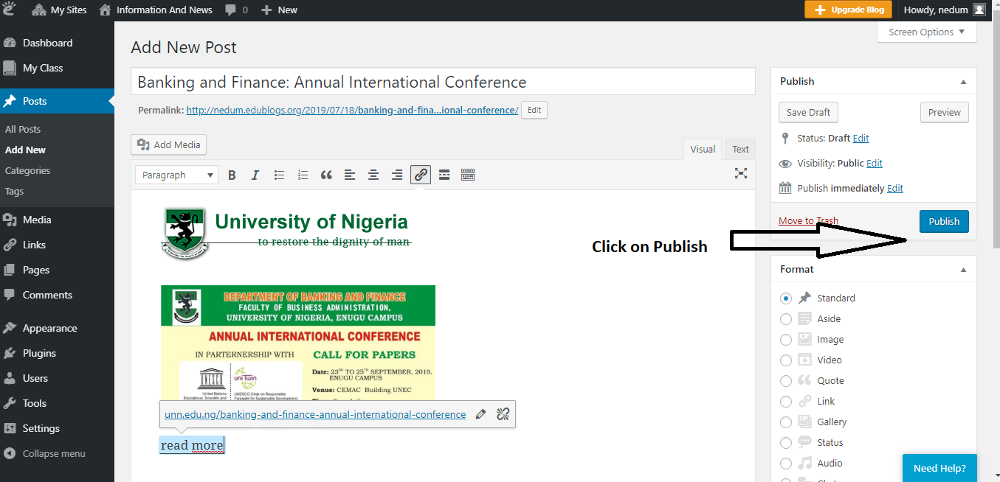 My Sites
Information And News
0
New
Upgrade Blog
Howdy, nedum
Screen Options
Dashboard
My Class
Posts
All Posts
Add New
Categories
Tags
Media
Links
Pages
Comments
Appearance
Plugins
Users
Tools
Settings
Collapse menu
Add New Post
Banking and Finance: Annual International Conference
Permalink: http://nedum.edublogs.org/2019/07/18/banking-and-fina...ional-conference/ Edit
Add Media
Visual
Text
Paragraph
B I
University of Nigeria
to restore the dignity of man
DEPARTMENT OF BANKING AND FINANCE
FACULTY OF BUSINESS ADMINISTRATION,
UNIVERSITY OF NIGERIA, ENUGU CAMPUS
ANNUAL INTERNATIONAL CONFERENCE
IN PARTERNERSHIP WITH
CALL FOR PAPERS
UNESCO
United Nations
Educational, Scientific and
uniTwin
UNESCO Chair on Responsible
Foresight for Sustainable Development,
Date: 23RD TO 25TH SEPTEMBER, 2019.
ENUGU CAMPUS
Venue: CEMAC Building UNEC
unn.edu.ng/banking-and-finance-annual-international-conference
read more
Click on Publish
Publish
Save Draft
Preview
Status: Draft Edit
Visibility: Public Edit
Publish immediately Edit
Move to Trash
Publish
Format
Standard
Aside
Image
Video
Quote
Link
Gallery
Status
Audio
Need Help?